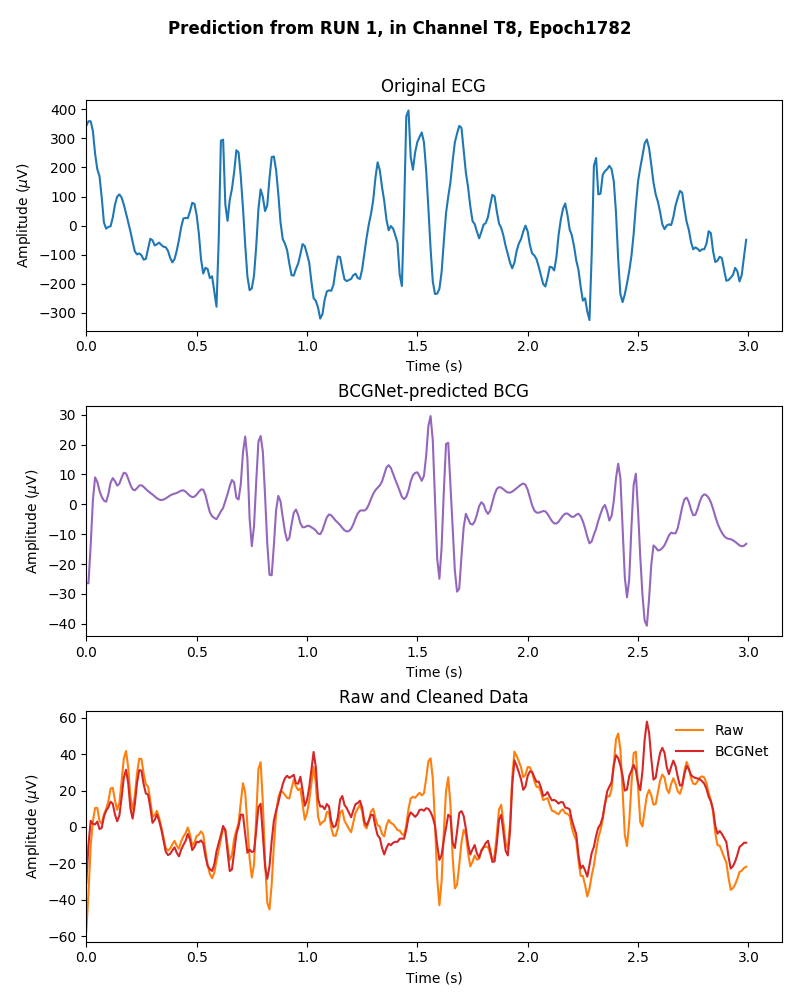 Prediction from RUN 1, in Channel T8, Epoch1782
Original ECG
Amplitude (μV)
400
300
200
100
0
−100
−200
−300
0.0 0.5 1.0 1.5 2.0 2.5 3.0
Time (s)
BCGNet-predicted BCG
Amplitude (μV)
30
20
10
0
−10
−20
−30
−40
0.0 0.5 1.0 1.5 2.0 2.5 3.0
Time (s)
Raw and Cleaned Data
Amplitude (μV)
60
40
20
0
−20
−40
−60
Raw
BCGNet
0.0 0.5 1.0 1.5 2.0 2.5 3.0
Time (s)